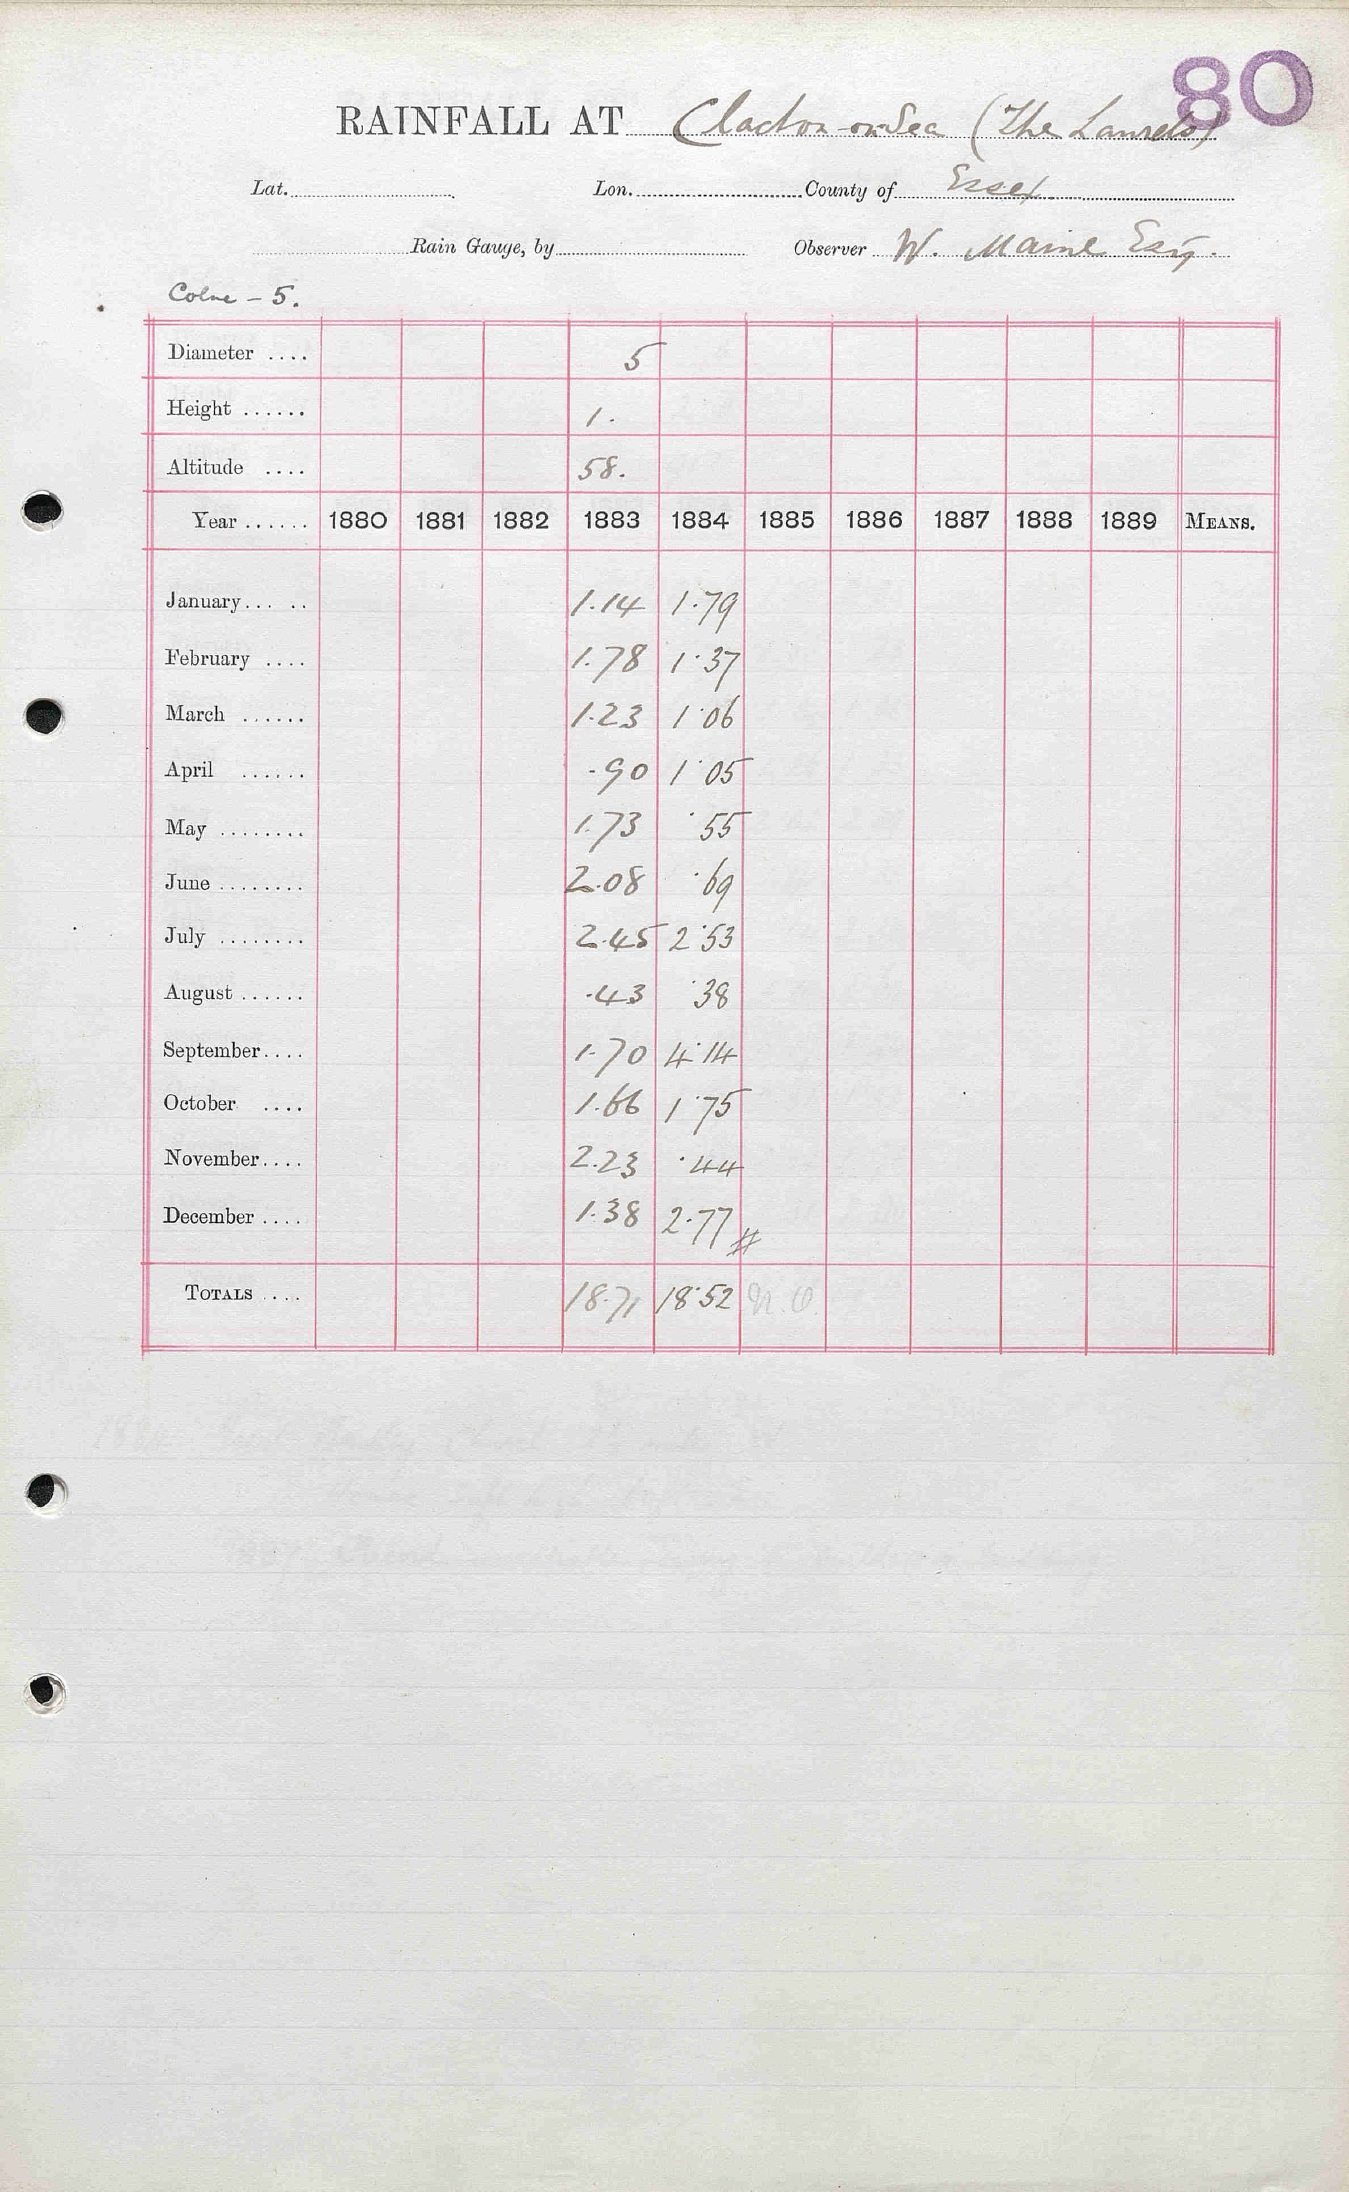 80
RAINFALL AT Clacton-on-Sea (The Laurels)
Lat. Lon. County of Essex.
Rain Gauge, by Observer W. Maine Esq.
Colne - 5.
Diameter .... 5
Height ...... 1.
Altitude .... 58.
Year ...... 1880 1881 1882 1883 1884 1885 1886 1887 1888 1889 MEANS.
January... .. 1.14 1.79
February .... 1.78 1.37
March ...... 1.23 1.06
April ...... .90 1.05
May ........ 1.73 .55
June ........ 2.08 .69
July ........ 2.45 2.53
August ...... .43 .38
September.... 1.70 4.14
October .... 1.66 1.75
November.... 2.23 .44
December .... 1.38 2.77 #
TOTALS .... 18.71 18.52